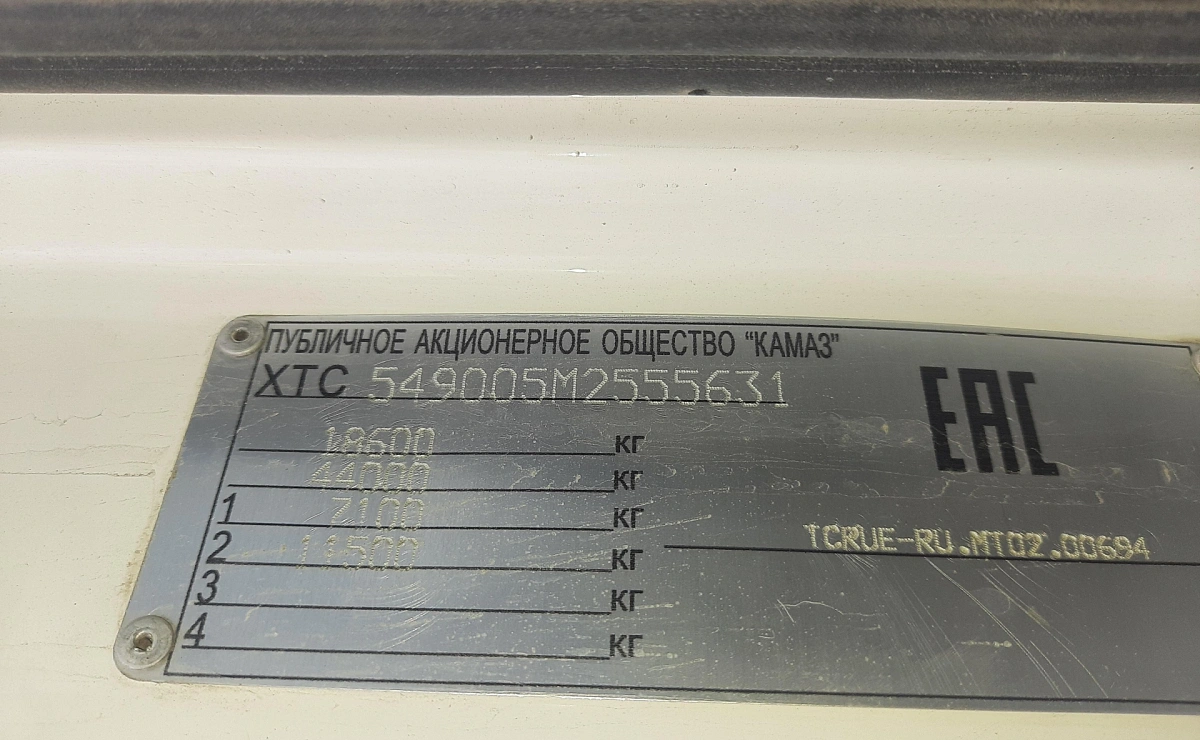 ПУБЛИЧНОЕ АКЦИОНЕРНОЕ ОБЩЕСТВО "КАМАЗ"
ХТС 549005M2555631
EAC
18600 КГ
44000 КГ
1 7100 КГ
2 11500 КГ
TCRUE-RU.MT02.00694
3 КГ
4 КГ